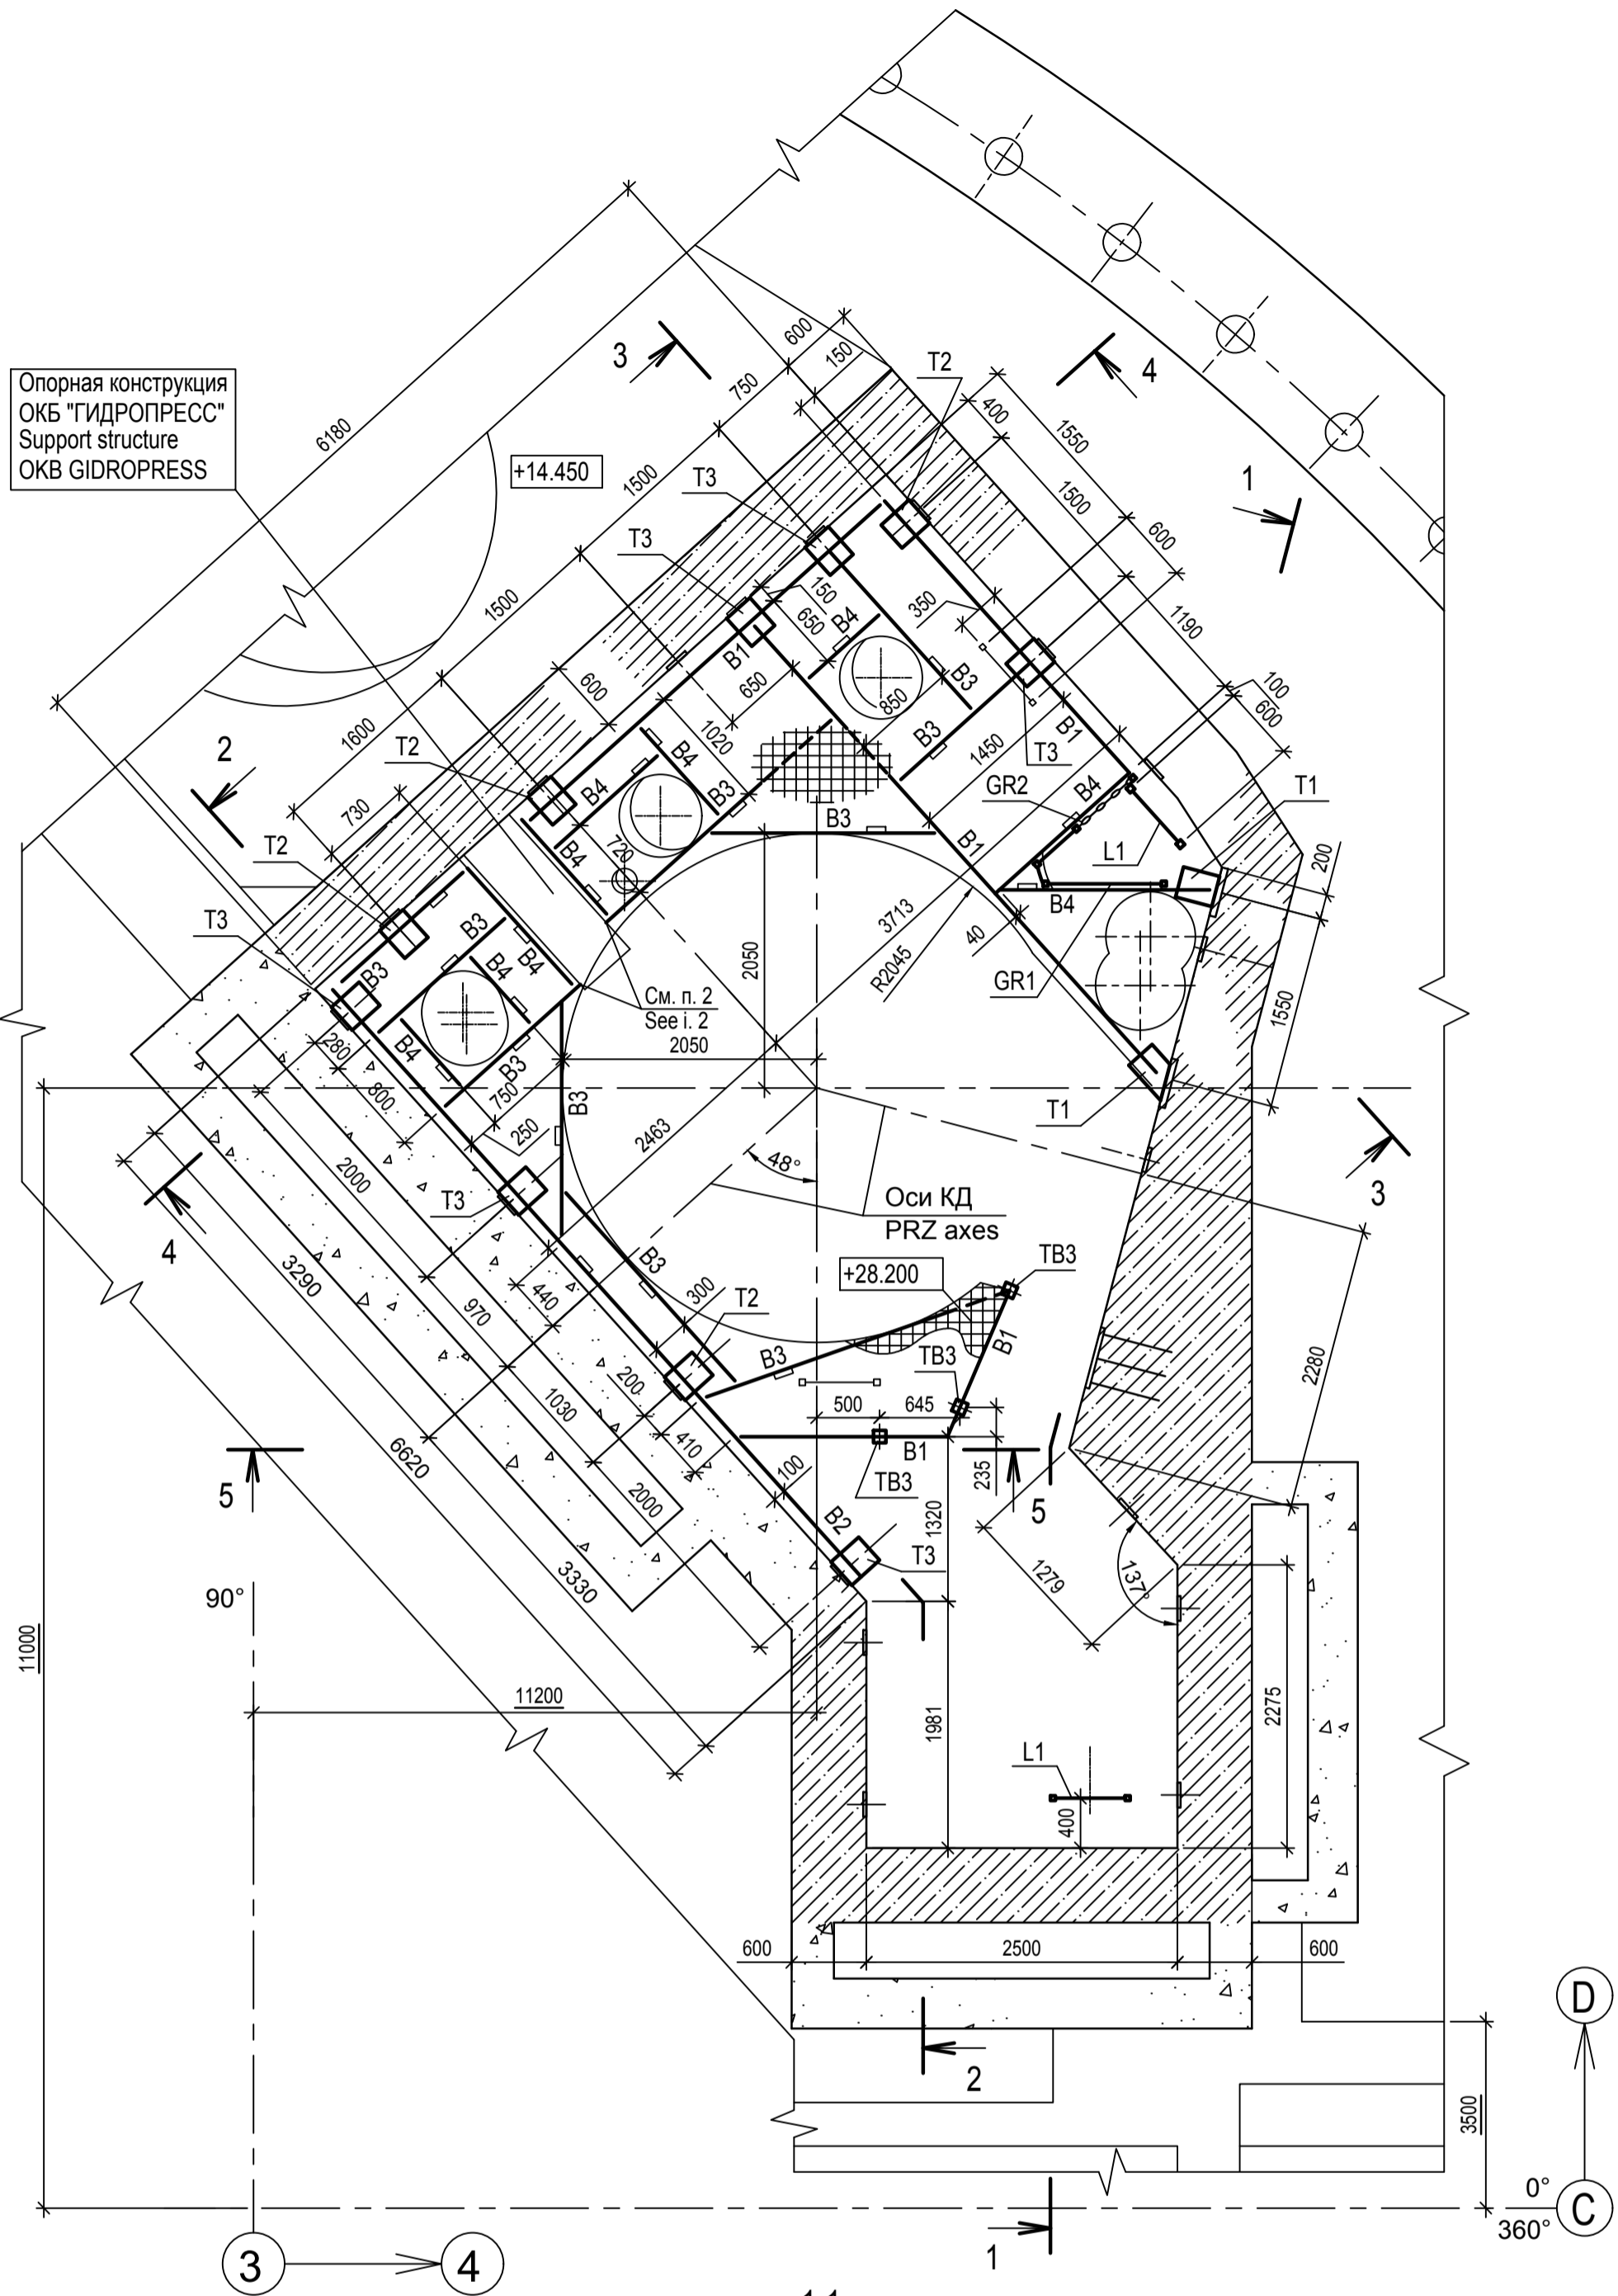 Опорная конструкция
ОКБ "ГИДРОПРЕСС"
Support structure
OKB GIDROPRESS
+14.450
6180
600
150
750
1500
1500
1600
730
3
4
T2
400
1550
1500
600
1
T3
T3
150
650
B4
350
1190
100
600
B1
650
B3
850
600
1020
B3
1450
B1
T3
2
T2
B4
B4
B3
B3
GR2
B4
T1
L1
T2
B4
720
B1
200
T3
B3
B3
B4
B4
См. п. 2
See i. 2
2050
2050
3713
R2045
40
B4
GR1
1550
280
800
B4
B3
750
250
B3
T1
2463
48°
2000
T3
Оси КД
PRZ axes
3
4
3290
970
440
B3
300
T2
+28.200
TB3
B1
B3
TB3
2280
500
645
200
1030
410
B1
235
TB3
5
5
6620
2000
100
B2
1320
T3
1279
137°
3330
90°
11000
11200
1981
2275
L1
400
600
2500
600
2
D
3500
0°
C
360°
3
4
1